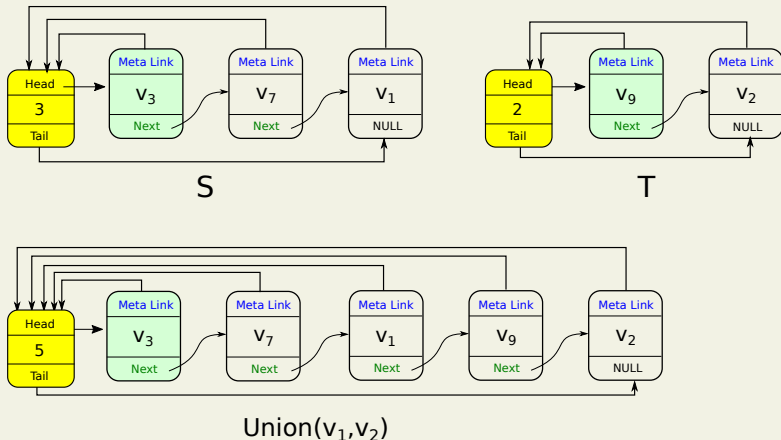 Meta Link Meta Link Meta Link
Head
3
Tail
v3 v7 v1
Next Next NULL
S
Meta Link Meta Link
Head
2
Tail
v9 v2
Next NULL
T
Meta Link Meta Link Meta Link Meta Link Meta Link
Head
5
Tail
v3 v7 v1 v9 v2
Next Next Next Next NULL
Union(v1,v2)